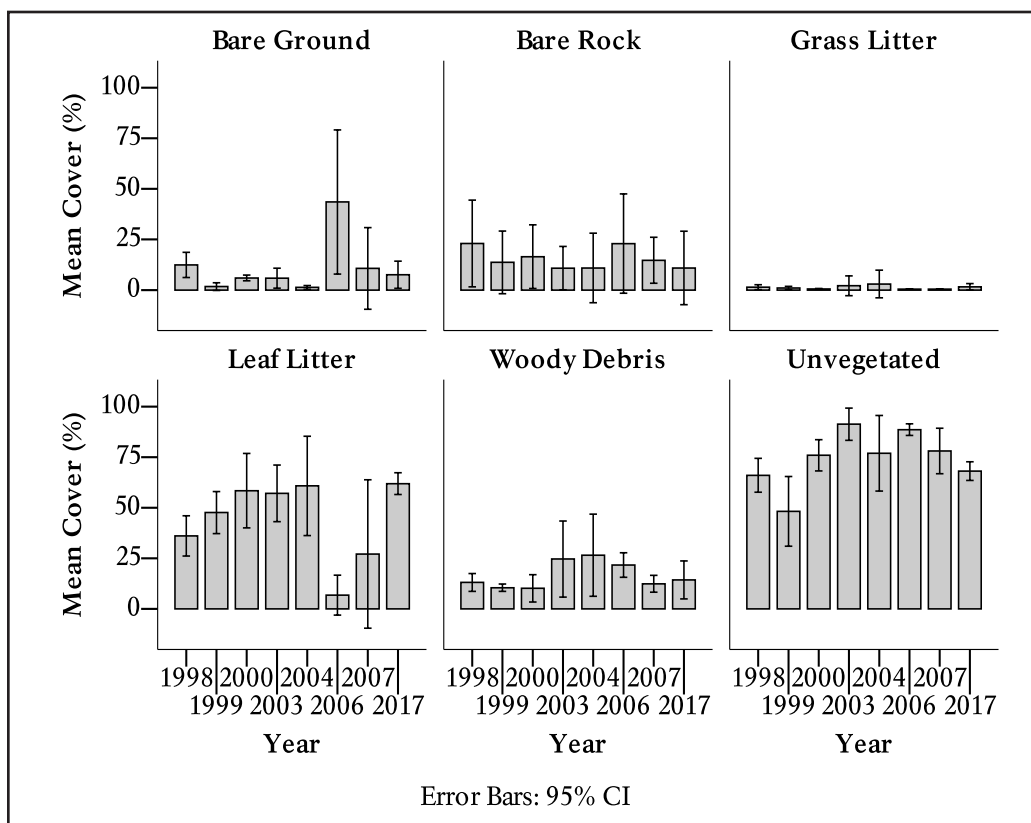 Bare Ground Bare Rock Grass Litter
Mean Cover (%)
100
75
50
25
0
Leaf Litter Woody Debris Unvegetated
Mean Cover (%)
100
75
50
25
0
1998 2000 2004 2007 1998 2000 2004 2007 1998 2000 2004 2007
1999 2003 2006 2017 1999 2003 2006 2017 1999 2003 2006 2017
Year Year Year
Error Bars: 95% CI